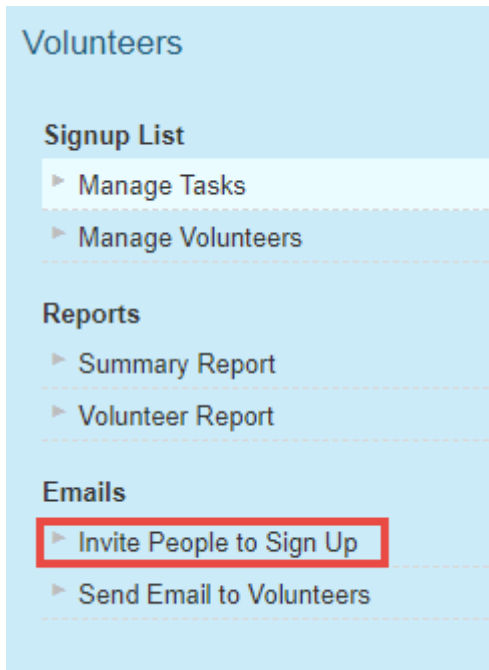 Volunteers
Signup List
Manage Tasks
Manage Volunteers
Reports
Summary Report
Volunteer Report
Emails
Invite People to Sign Up
Send Email to Volunteers